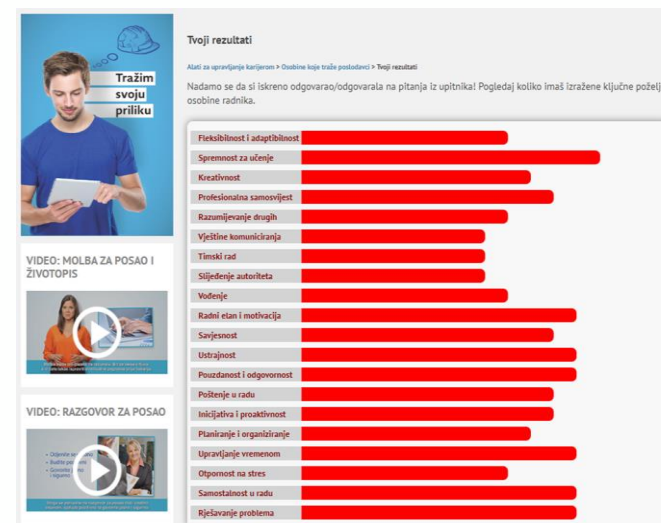 Tražim
svoju
priliku
VIDEO: MOLBA ZA POSAO I
ŽIVOTOPIS
VIDEO: RAZGOVOR ZA POSAO
Tvoji rezultati
Alati za upravljanje karijerom > Osobine koje traže poslodavci > Tvoji rezultati
Nadamo se da si iskreno odgovarao/odgovarala na pitanja iz upitnika! Pogledaj koliko imaš izražene ključne poželj
osobine radnika.
Fleksibilnost i adaptibilnost
Spremnost za učenje
Kreativnost
Profesionalna samosvijest
Razumijevanje drugih
Vještine komuniciranja
Timski rad
Slijeđenje autoriteta
Vođenje
Radni elan i motivacija
Savjesnost
Ustrajnost
Pouzdanost i odgovornost
Poštenje u radu
Inicijativa i proaktivnost
Planiranje i organiziranje
Upravljanje vremenom
Otpornost na stres
Samostalnost u radu
Rješavanje problema